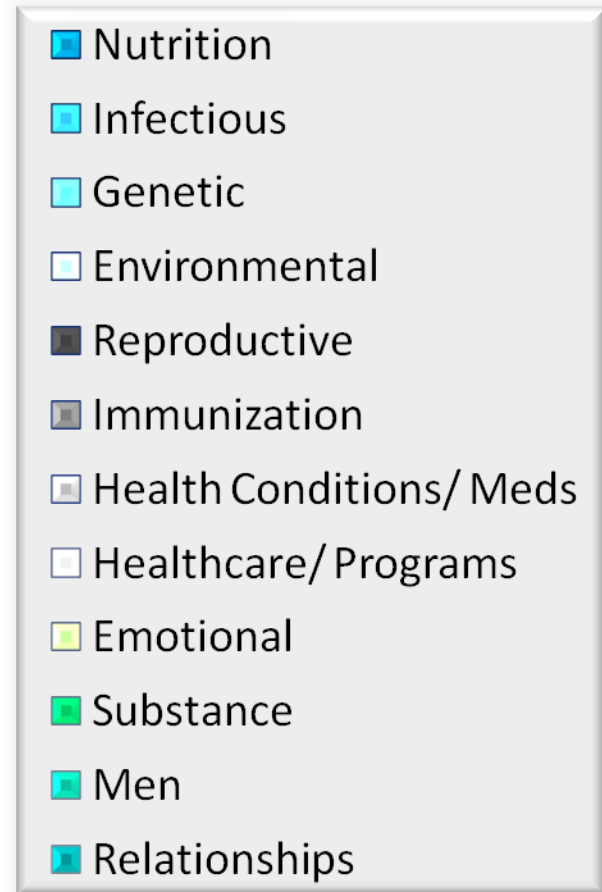 Nutrition
Infectious
Genetic
Environmental
Reproductive
Immunization
Health Conditions/ Meds
Healthcare/ Programs
Emotional
Substance
Men
Relationships